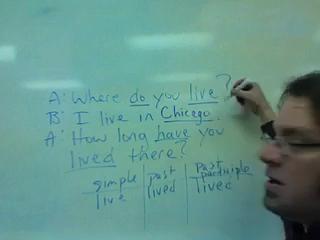 A: Where do you live?
B: I live in Chicago.
A: How long have you
lived there?
simple past past participle
live lived lived